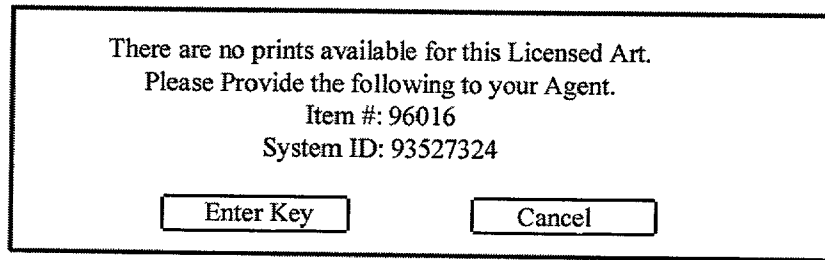 There are no prints available for this Licensed Art.
Please Provide the following to your Agent.
Item #: 96016
System ID: 93527324
Enter Key
Cancel